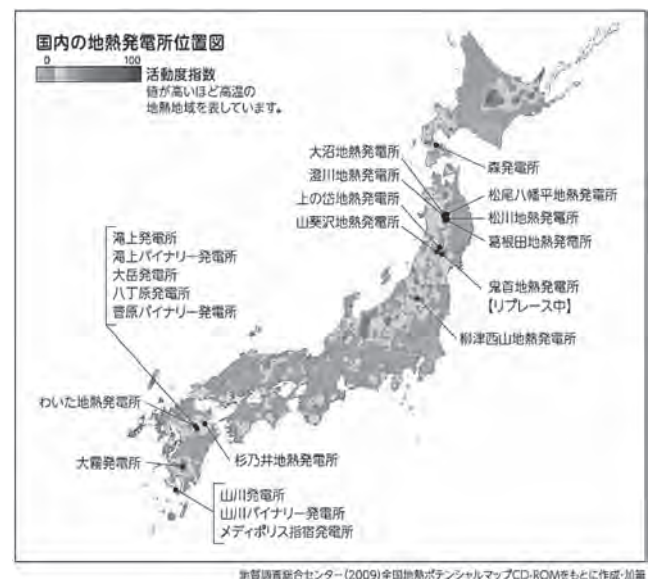 国内の地熱発電所位置図
0 100
活動度指数
値が高いほど高温の
地熱地域を表しています。
大沼地熱発電所
澄川地熱発電所
上の岱地熱発電所
山葵沢地熱発電所
森発電所
松尾八幡平地熱発電所
松川地熱発電所
葛根田地熱発電所
鬼首地熱発電所
【リプレース中】
柳津西山地熱発電所
滝上発電所
滝上バイナリー発電所
大岳発電所
八丁原発電所
菅原バイナリー発電所
わいた地熱発電所
大霧発電所
杉乃井地熱発電所
山川発電所
山川バイナリー発電所
メディポリス指宿発電所
地質調査総合センター(2009)全国地熱ポテンシャルマップCD-ROMをもとに作成・加筆